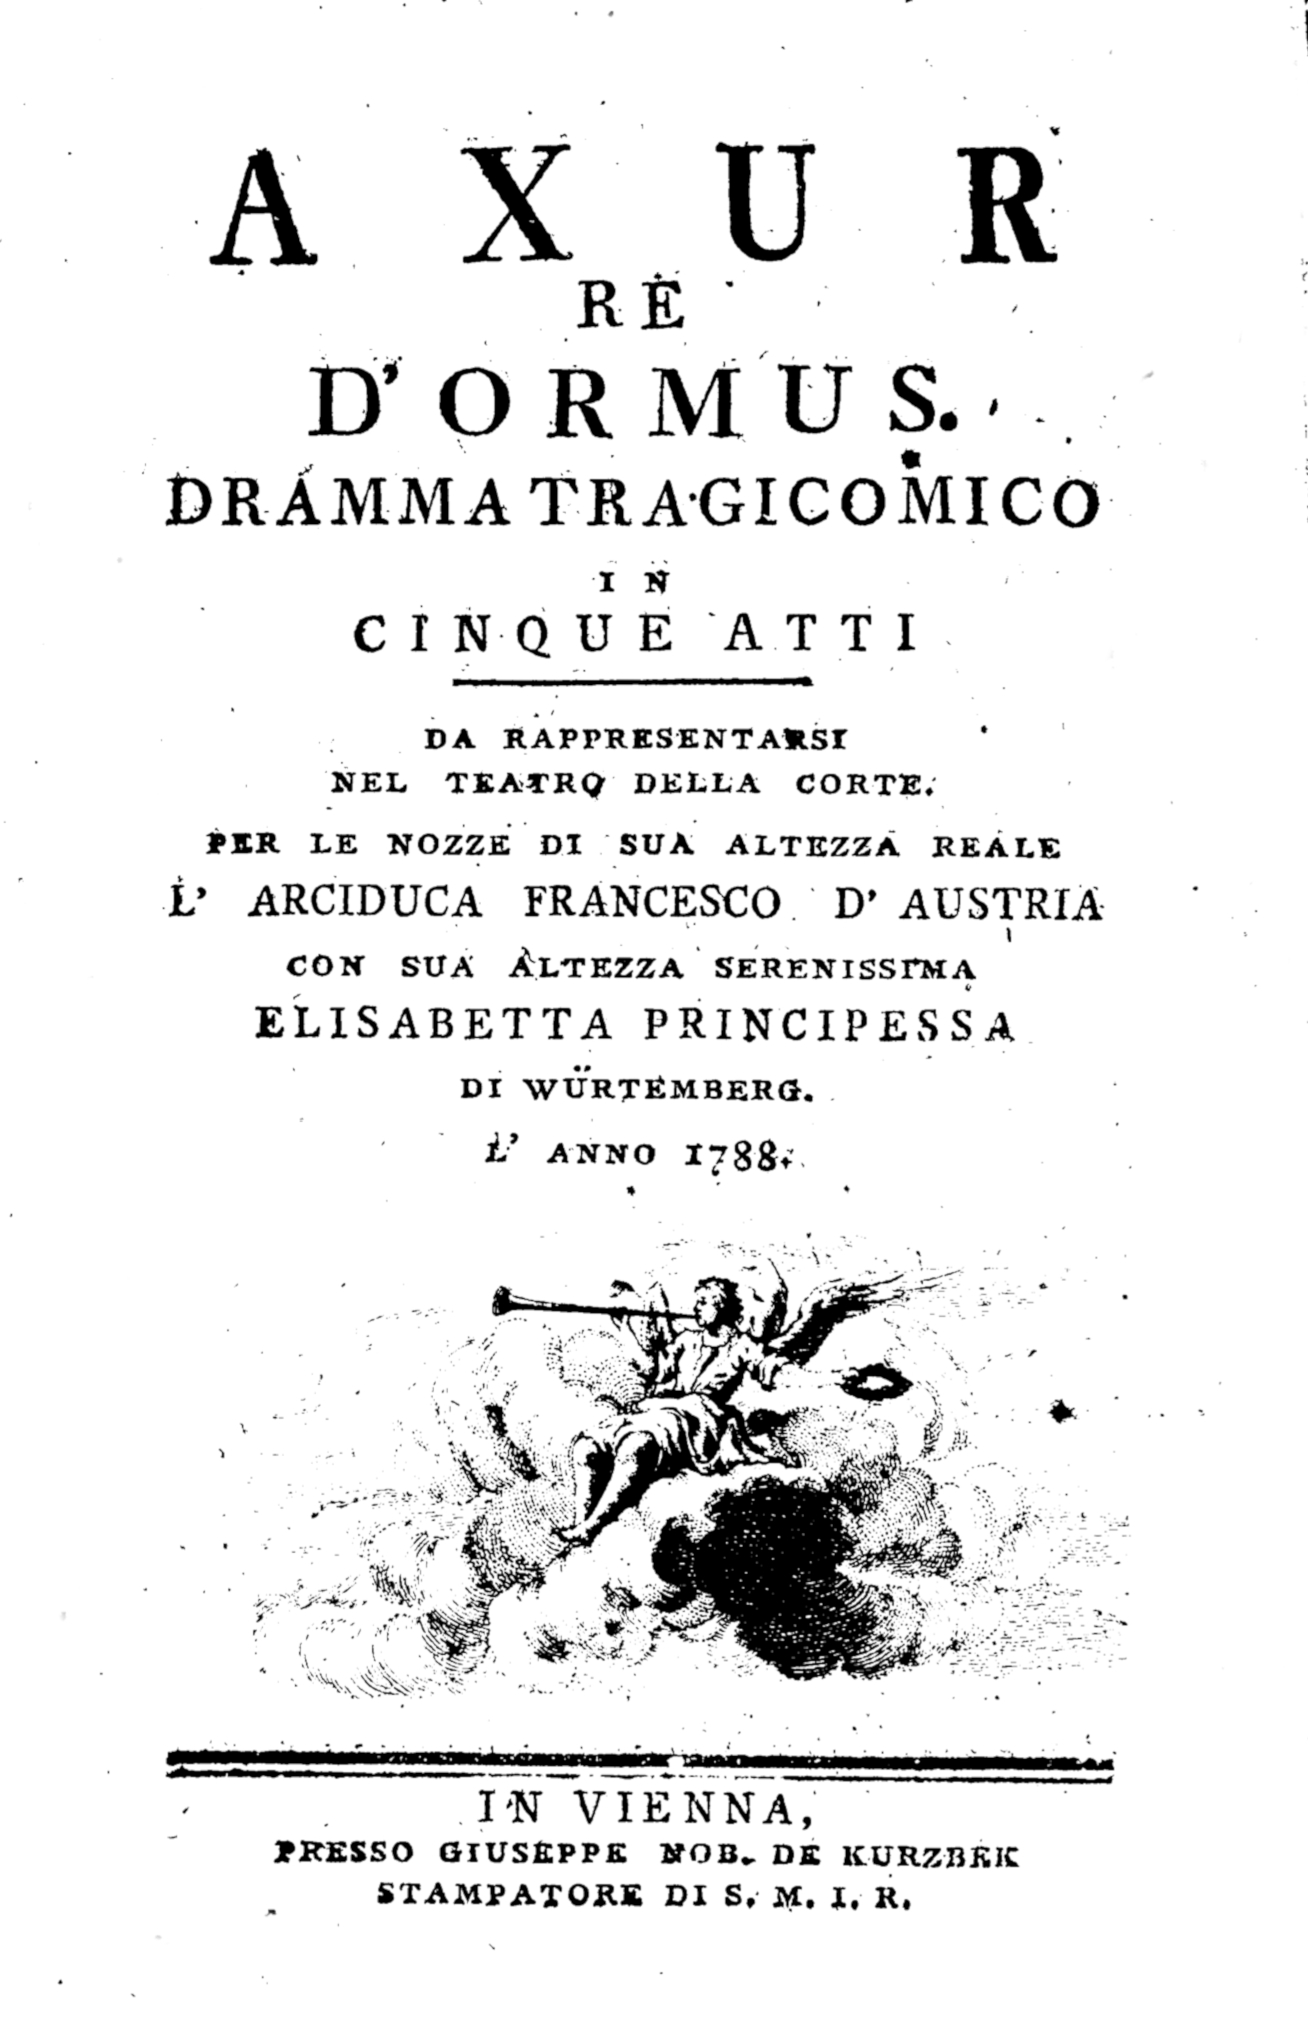 AXUR
RE
D'ORMUS.
DRAMMA TRAGICOMICO
IN
CINQUE ATTI
DA RAPPRESENTARSI
NEL TEATRO DELLA CORTE.
PER LE NOZZE DI SUA ALTEZZA REALE
L' ARCIDUCA FRANCESCO D' AUSTRIA
CON SUA ALTEZZA SERENISSIMA
ELISABETTA PRINCIPESSA
DI WÜRTEMBERG.
L' ANNO 1788.
IN VIENNA,
PRESSO GIUSEPPE NOB. DE KURZBEK
STAMPATORE DI S. M. I. R.